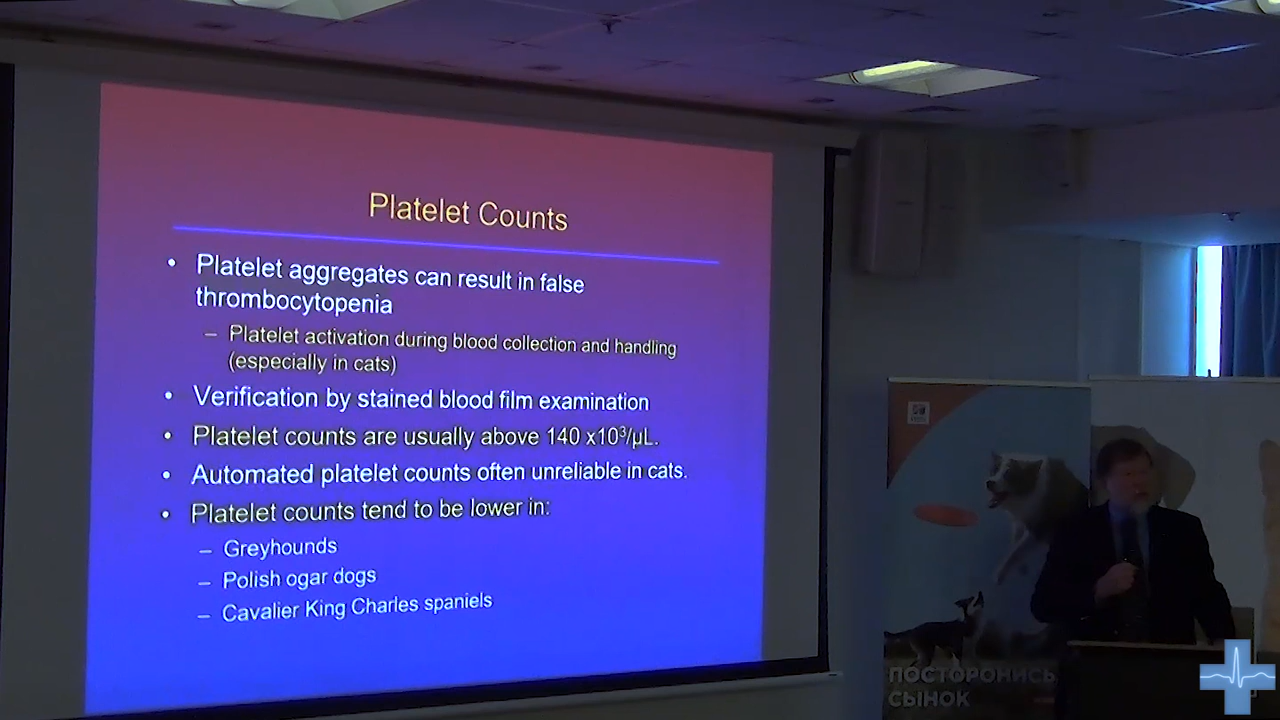 Platelet Counts
• Platelet aggregates can result in false
thrombocytopenia
– Platelet activation during blood collection and handling
(especially in cats)
• Verification by stained blood film examination
• Platelet counts are usually above 140 x10³/µL.
• Automated platelet counts often unreliable in cats.
• Platelet counts tend to be lower in:
– Greyhounds
– Polish ogar dogs
– Cavalier King Charles spaniels
ПОСТОРОНИСЬ,
СЫНОК